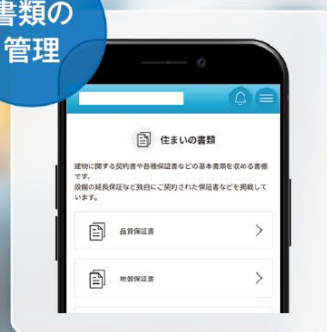 書類の
管理
住まいの書類
建物に関する契約書や各種保証書などの基本書類を収める書棚
です。
設備の延長保証など独自にご契約された保証書などを掲載して
います。
品質保証書
地盤保証書